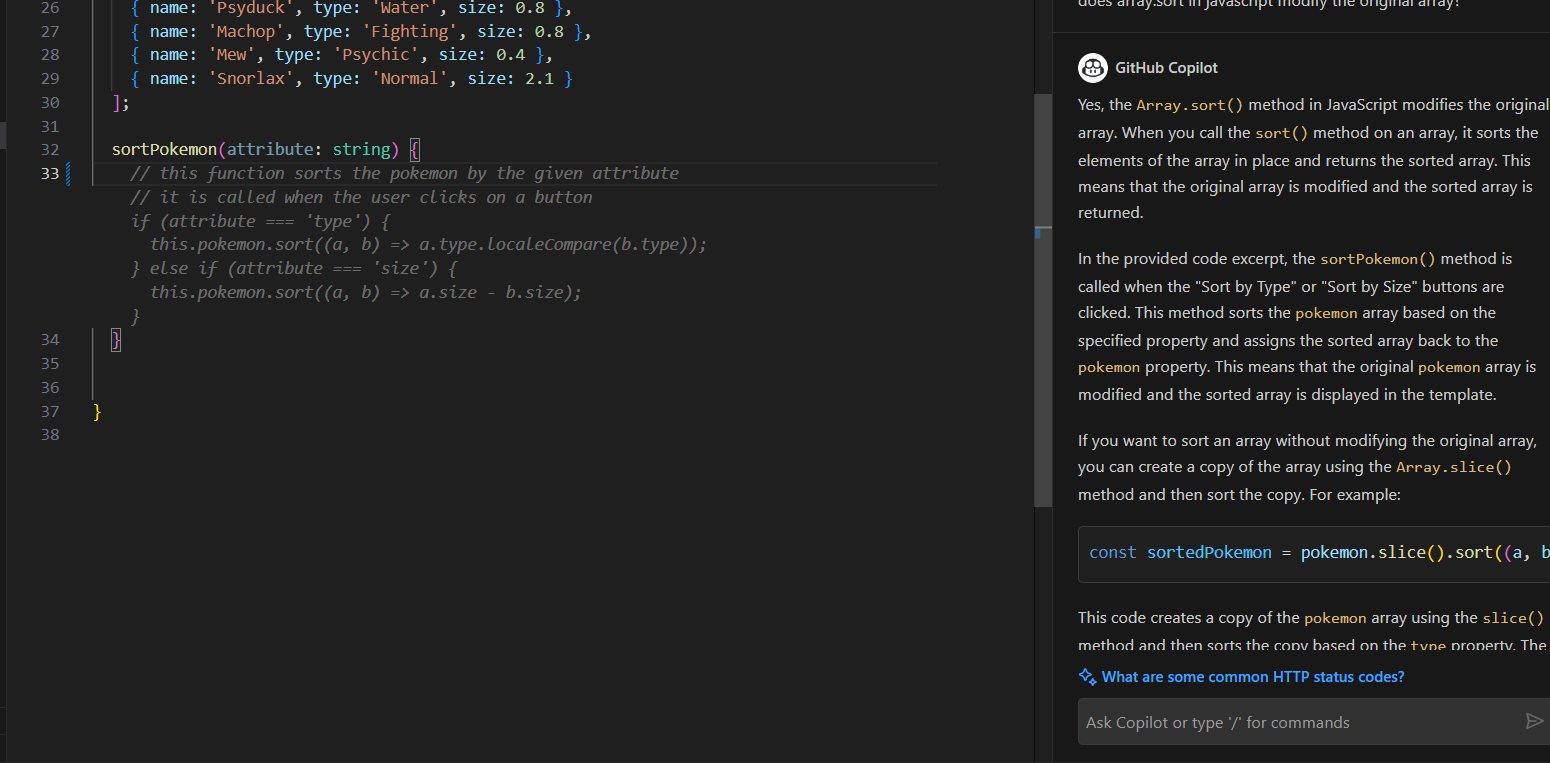 does array.sort in javascript modify the original array?
26 { name: 'Psyduck', type: 'Water', size: 0.8 },
27 { name: 'Machop', type: 'Fighting', size: 0.8 },
28 { name: 'Mew', type: 'Psychic', size: 0.4 },
29 { name: 'Snorlax', type: 'Normal', size: 2.1 }
30 ];
31
32 sortPokemon(attribute: string) {
33 // this function sorts the pokemon by the given attribute
// it is called when the user clicks on a button
if (attribute === 'type') {
this.pokemon.sort((a, b) => a.type.localeCompare(b.type));
} else if (attribute === 'size') {
this.pokemon.sort((a, b) => a.size - b.size);
}
34 }
35
36
37 }
38
GitHub Copilot
Yes, the Array.sort() method in JavaScript modifies the original
array. When you call the sort() method on an array, it sorts the
elements of the array in place and returns the sorted array. This
means that the original array is modified and the sorted array is
returned.
In the provided code excerpt, the sortPokemon() method is
called when the "Sort by Type" or "Sort by Size" buttons are
clicked. This method sorts the pokemon array based on the
specified property and assigns the sorted array back to the
pokemon property. This means that the original pokemon array is
modified and the sorted array is displayed in the template.
If you want to sort an array without modifying the original array,
you can create a copy of the array using the Array.slice()
method and then sort the copy. For example:
const sortedPokemon = pokemon.slice().sort((a, b
This code creates a copy of the pokemon array using the slice()
method and then sorts the copy based on the type property. The
What are some common HTTP status codes?
Ask Copilot or type '/' for commands